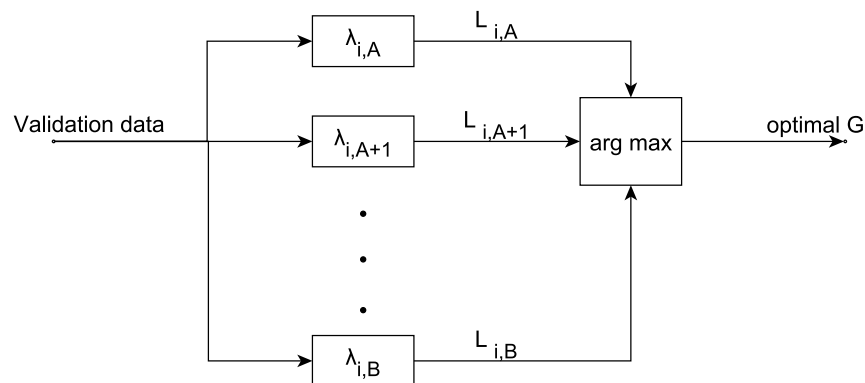 λi,A
L i,A
Validation data
λi,A+1
L i,A+1
arg max
optimal G
λi,B
L i,B